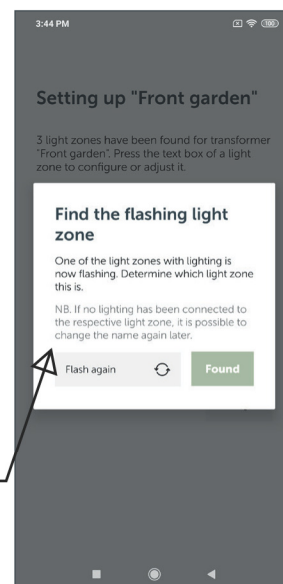 3:44 PM
100
Setting up "Front garden"
3 light zones have been found for transformer
"Front garden". Press the text box of a light
zone to configure or adjust it.
Find the flashing light
zone
One of the light zones with lighting is
now flashing. Determine which light zone
this is.
NB. If no lighting has been connected to
the respective light zone, it is possible to
change the name again later.
Flash again
Found